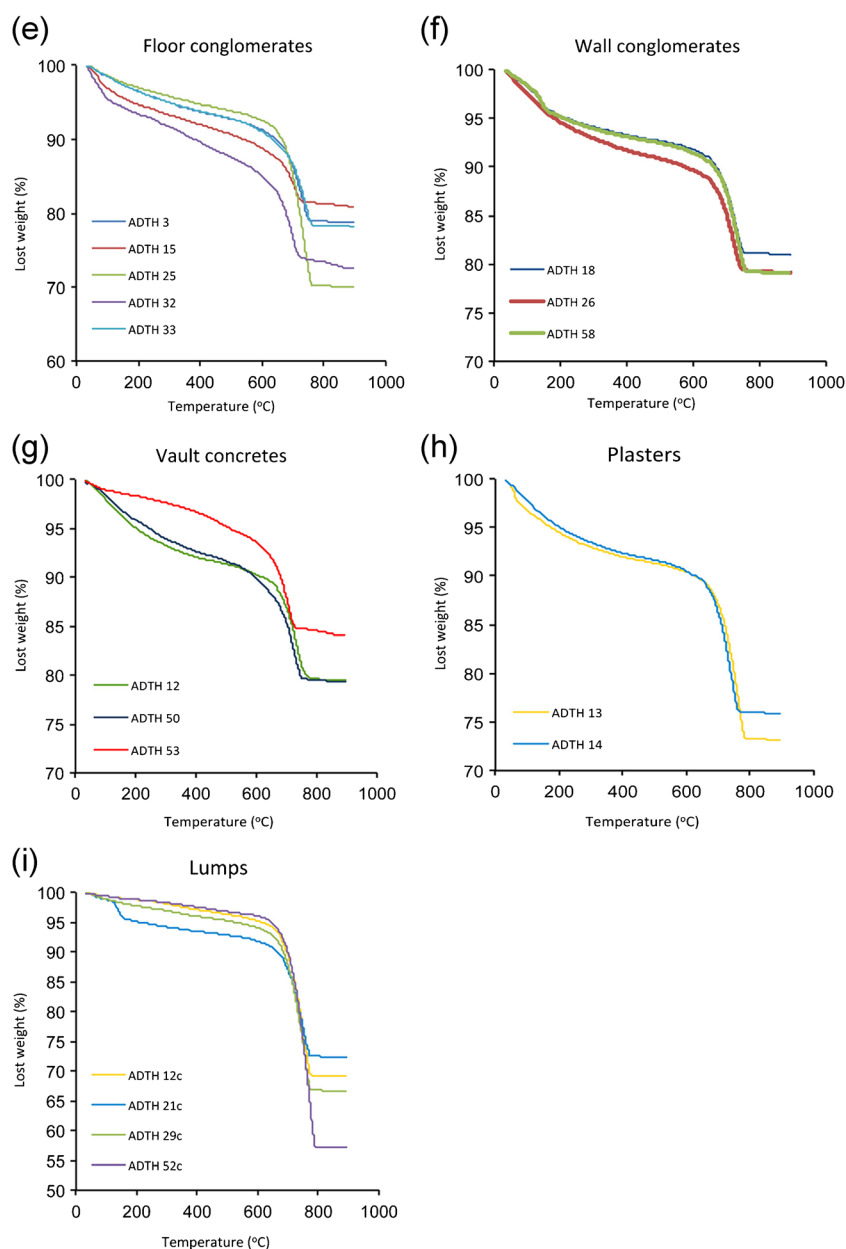 (e)
Floor conglomerates
100
90
80
70
60
Lost weight (%)
ADTH 3
ADTH 15
ADTH 25
ADTH 32
ADTH 33
0 200 400 600 800 1000
Temperature (°C)
(f)
Wall conglomerates
100
95
90
85
80
75
70
Lost weight (%)
ADTH 18
ADTH 26
ADTH 58
0 200 400 600 800 1000
Temperature (°C)
(g)
Vault concretes
100
95
90
85
80
75
70
Lost weight (%)
ADTH 12
ADTH 50
ADTH 53
0 200 400 600 800 1000
Temperature (°C)
(h)
Plasters
100
95
90
85
80
75
70
Lost weight (%)
ADTH 13
ADTH 14
0 200 400 600 800 1000
Temperature (°C)
(i)
Lumps
100
95
90
85
80
75
70
65
60
55
50
Lost weight (%)
ADTH 12c
ADTH 21c
ADTH 29c
ADTH 52c
0 200 400 600 800 1000
Temperature (°C)